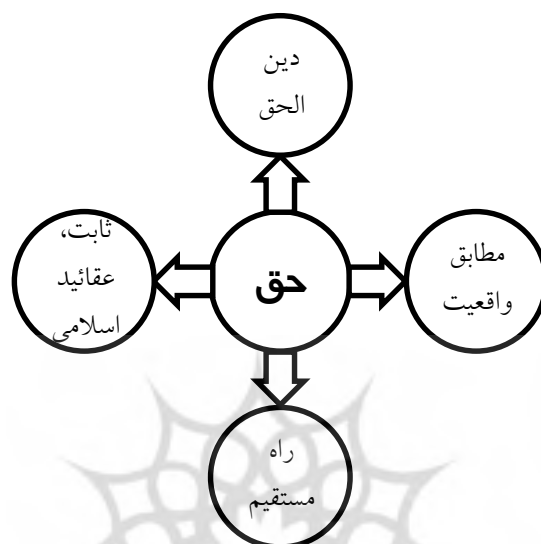 دین
الحق
ثابت،
عقائید
اسلامی
حق
مطابق
واقعیت
راه
مستقیم